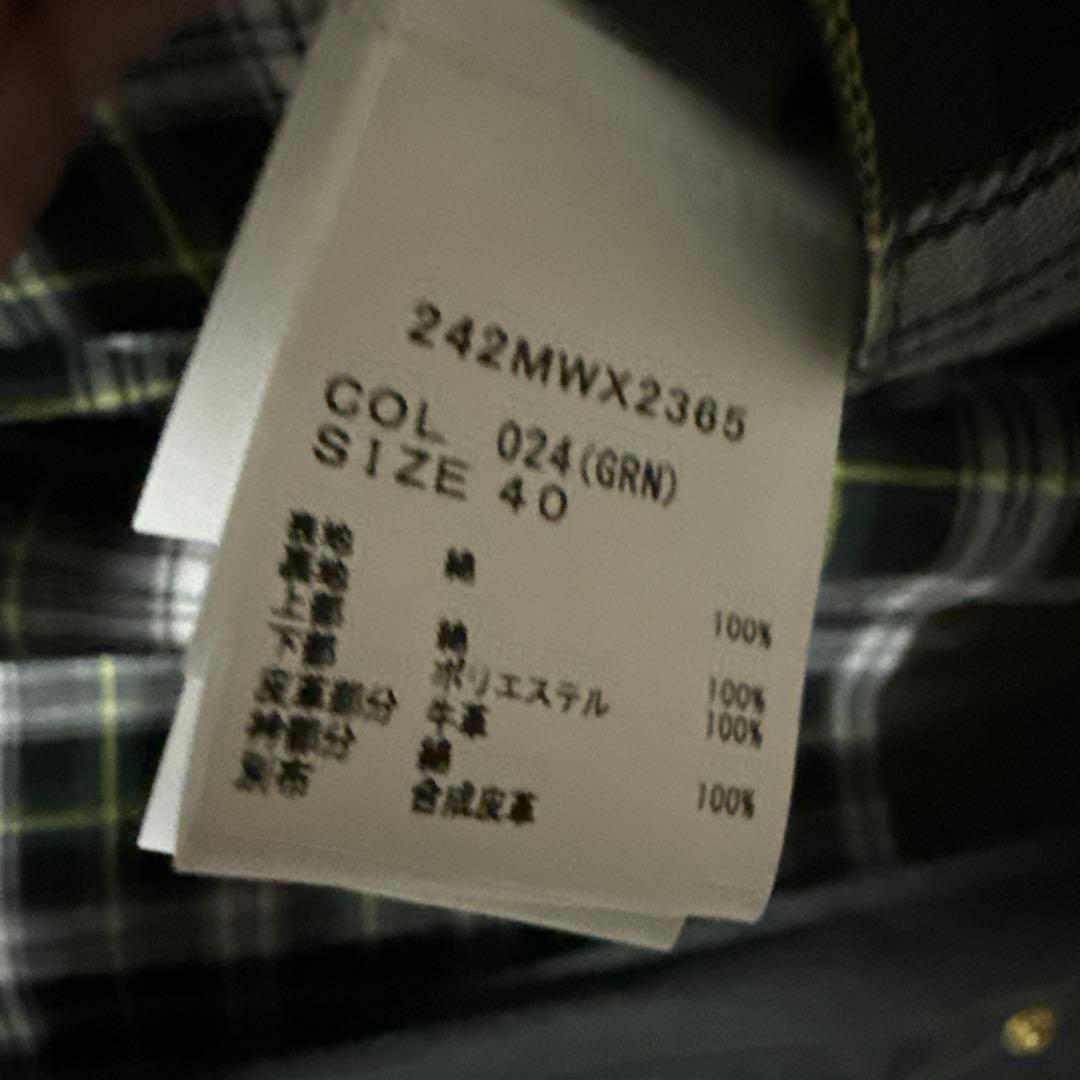 242MWX2365
COL 024(GRN)
SIZE 40
表地 綿 100%
裏地
上部 綿 100%
下部 ポリエステル 100%
皮革部分 牛革
衿部分 綿 100%
別布 合成皮革